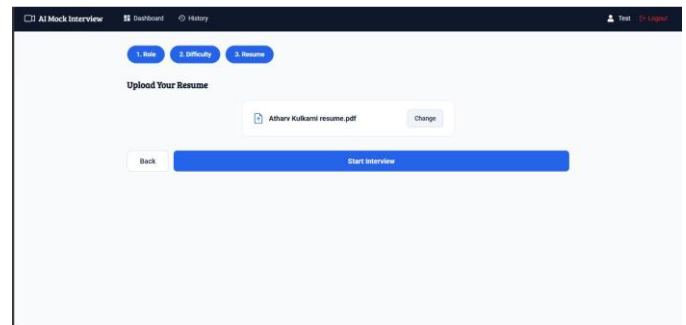 AI Mock Interview Dashboard History Test Logout
1. Role 2. Difficulty 3. Resume
Upload Your Resume
Atharv Kulkarni resume.pdf Change
Back Start Interview